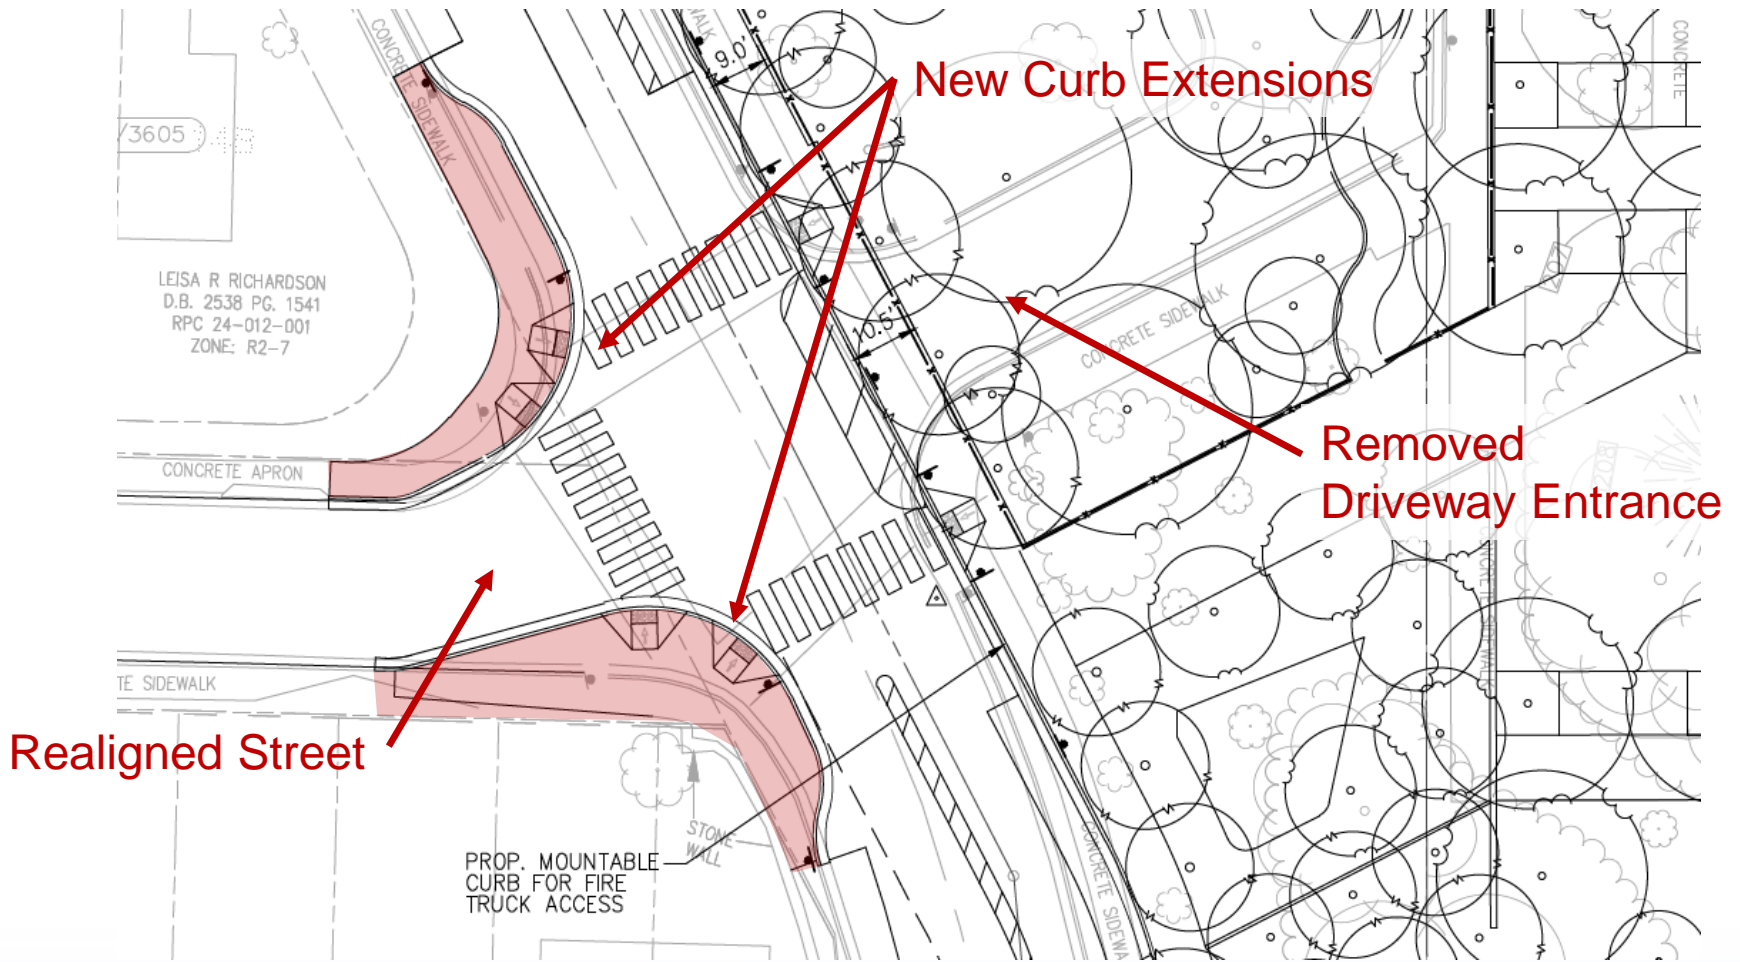 New Curb Extensions
Removed
Driveway Entrance
Realigned Street
CONCRETE SIDEWALK
9.0'
CONCRETE
/3605
LEISA R RICHARDSON
D.B. 2538 PG. 1541
RPC 24-012-001
ZONE: R2-7
10.5'
CONCRETE SIDEWALK
CONCRETE APRON
TE SIDEWALK
STONE
WALL
PROP. MOUNTABLE
CURB FOR FIRE
TRUCK ACCESS
CONCRETE SIDEWA